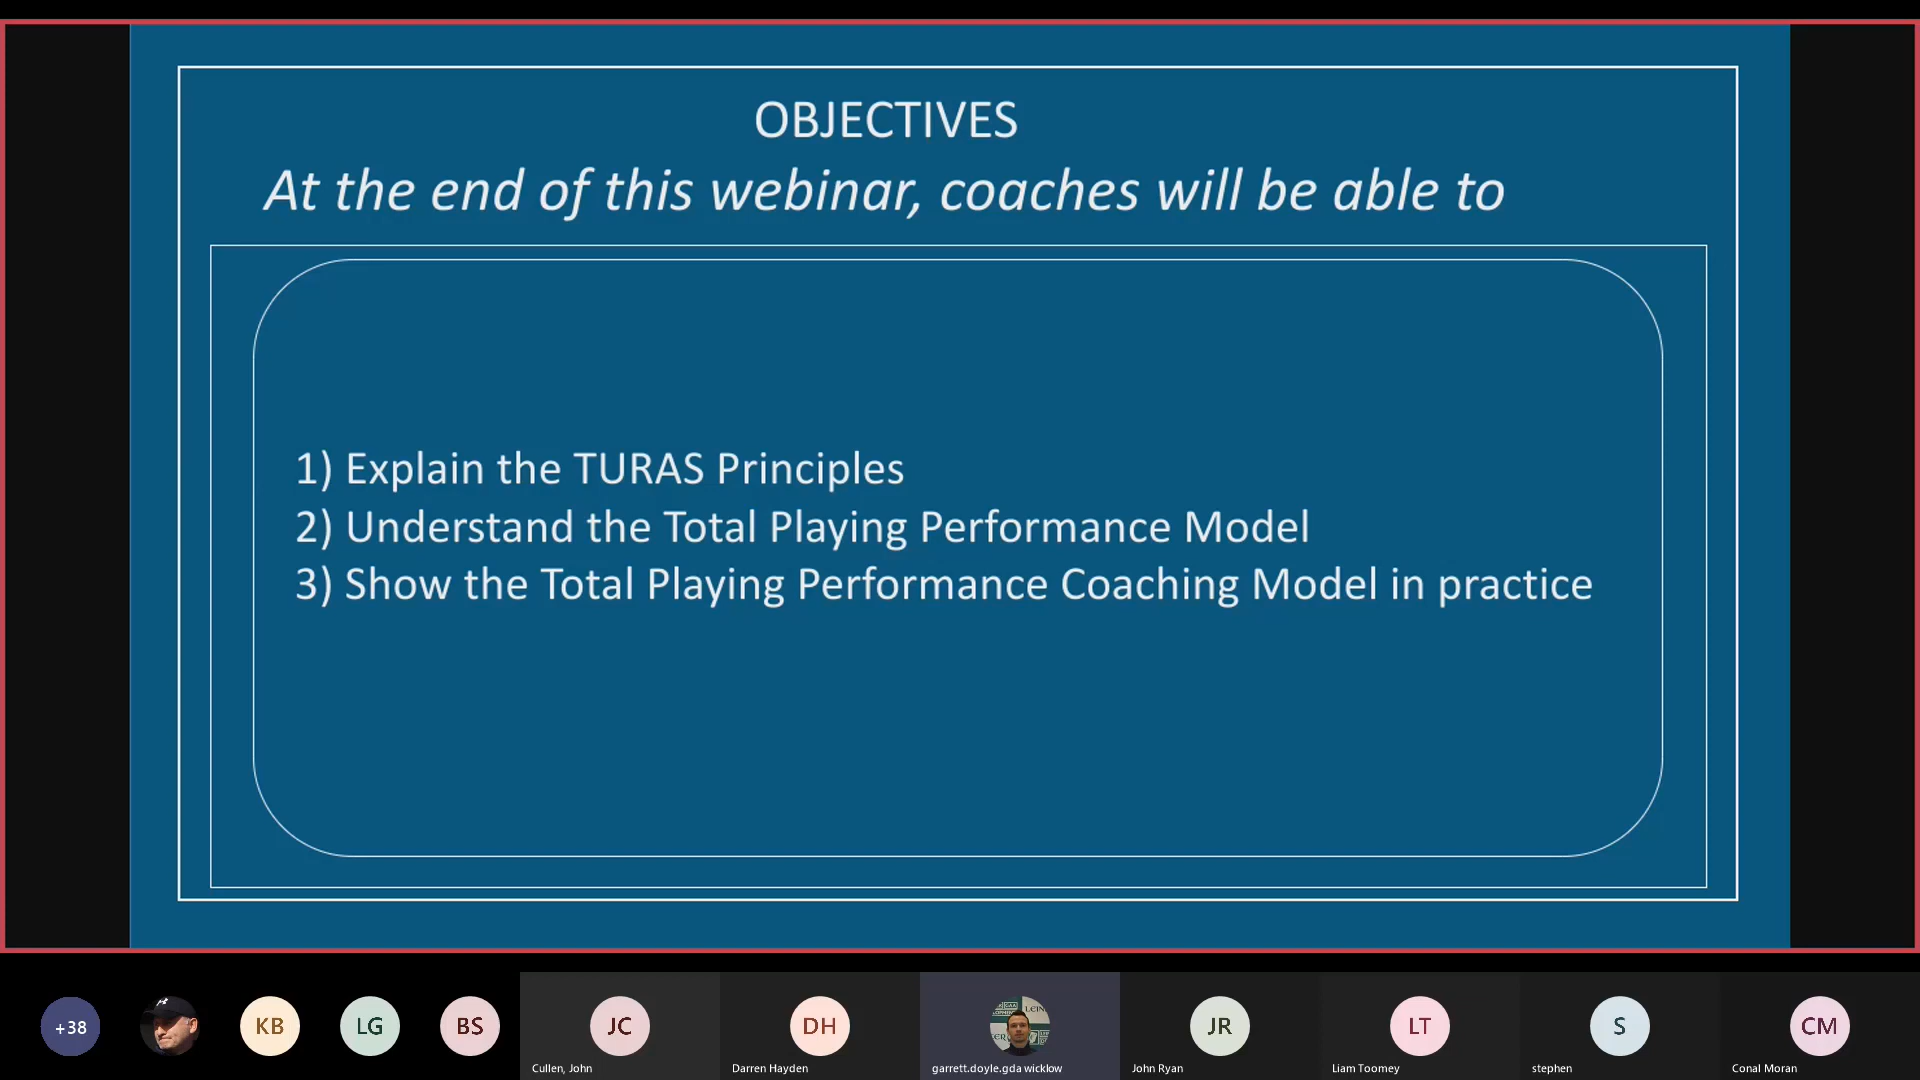 OBJECTIVES
At the end of this webinar, coaches will be able to
1) Explain the TURAS Principles
2) Understand the Total Playing Performance Model
3) Show the Total Playing Performance Coaching Model in practice
+38
KB
LG
BS
JC
DH
JR
LT
S
CM
Cullen, John
Darren Hayden
garrett.doyle.gda wicklow
John Ryan
Liam Toomey
stephen
Conal Moran